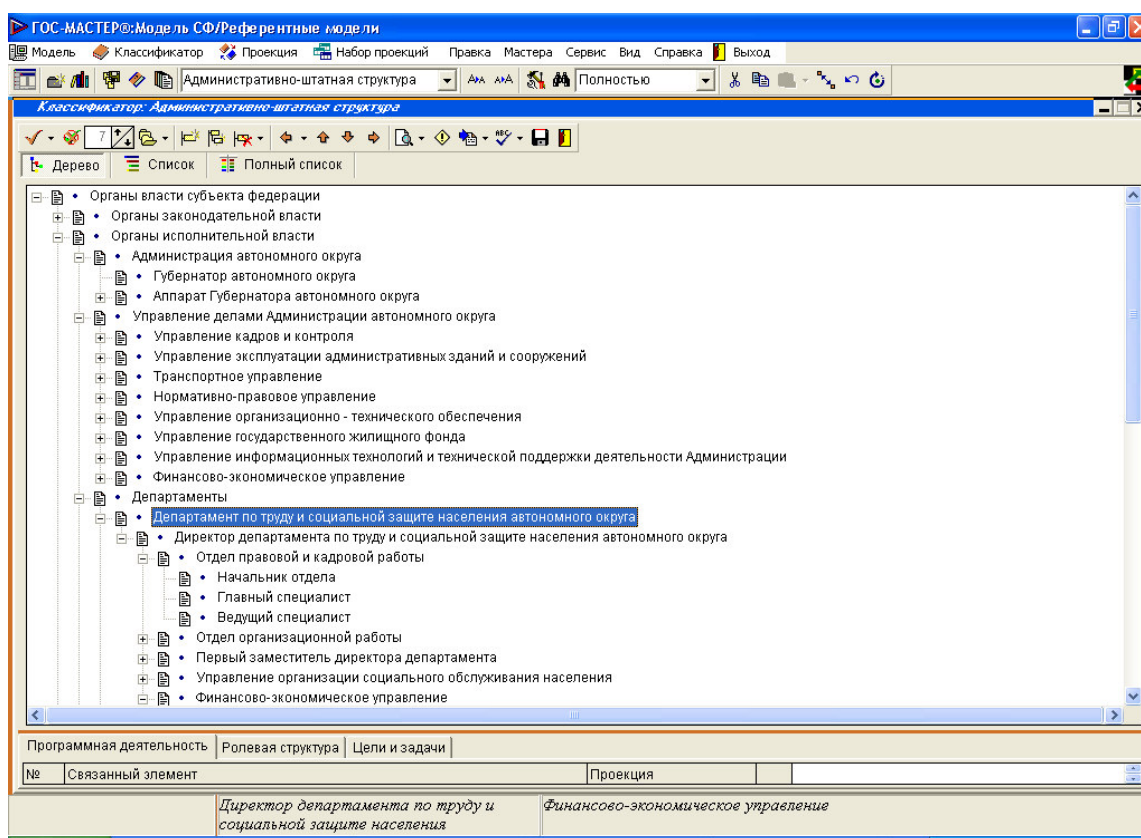 ГОС-МАСТЕР®:Модель СФ/Референтные модели
Модель Классификатор Проекция Набор проекций Правка Мастера Сервис Вид Справка Выход
Административно-штатная структура Полностью
Классификатор: Административно-штатная структура
7
Дерево Список Полный список
Органы власти субъекта федерации
Органы законодательной власти
Органы исполнительной власти
Администрация автономного округа
Губернатор автономного округа
Аппарат Губернатора автономного округа
Управление делами Администрации автономного округа
Управление кадров и контроля
Управление эксплуатации административных зданий и сооружений
Транспортное управление
Нормативно-правовое управление
Управление организационно - технического обеспечения
Управление государственного жилищного фонда
Управление информационных технологий и технической поддержки деятельности Администрации
Финансово-экономическое управление
Департаменты
Департамент по труду и социальной защите населения автономного округа
Директор департамента по труду и социальной защите населения автономного округа
Отдел правовой и кадровой работы
Начальник отдела
Главный специалист
Ведущий специалист
Отдел организационной работы
Первый заместитель директора департамента
Управление организации социального обслуживания населения
Финансово-экономическое управление
Программная деятельность Ролевая структура Цели и задачи
№ Связанный элемент Проекция
Директор департамента по труду и Финансово-экономическое управление
социальной защите населения